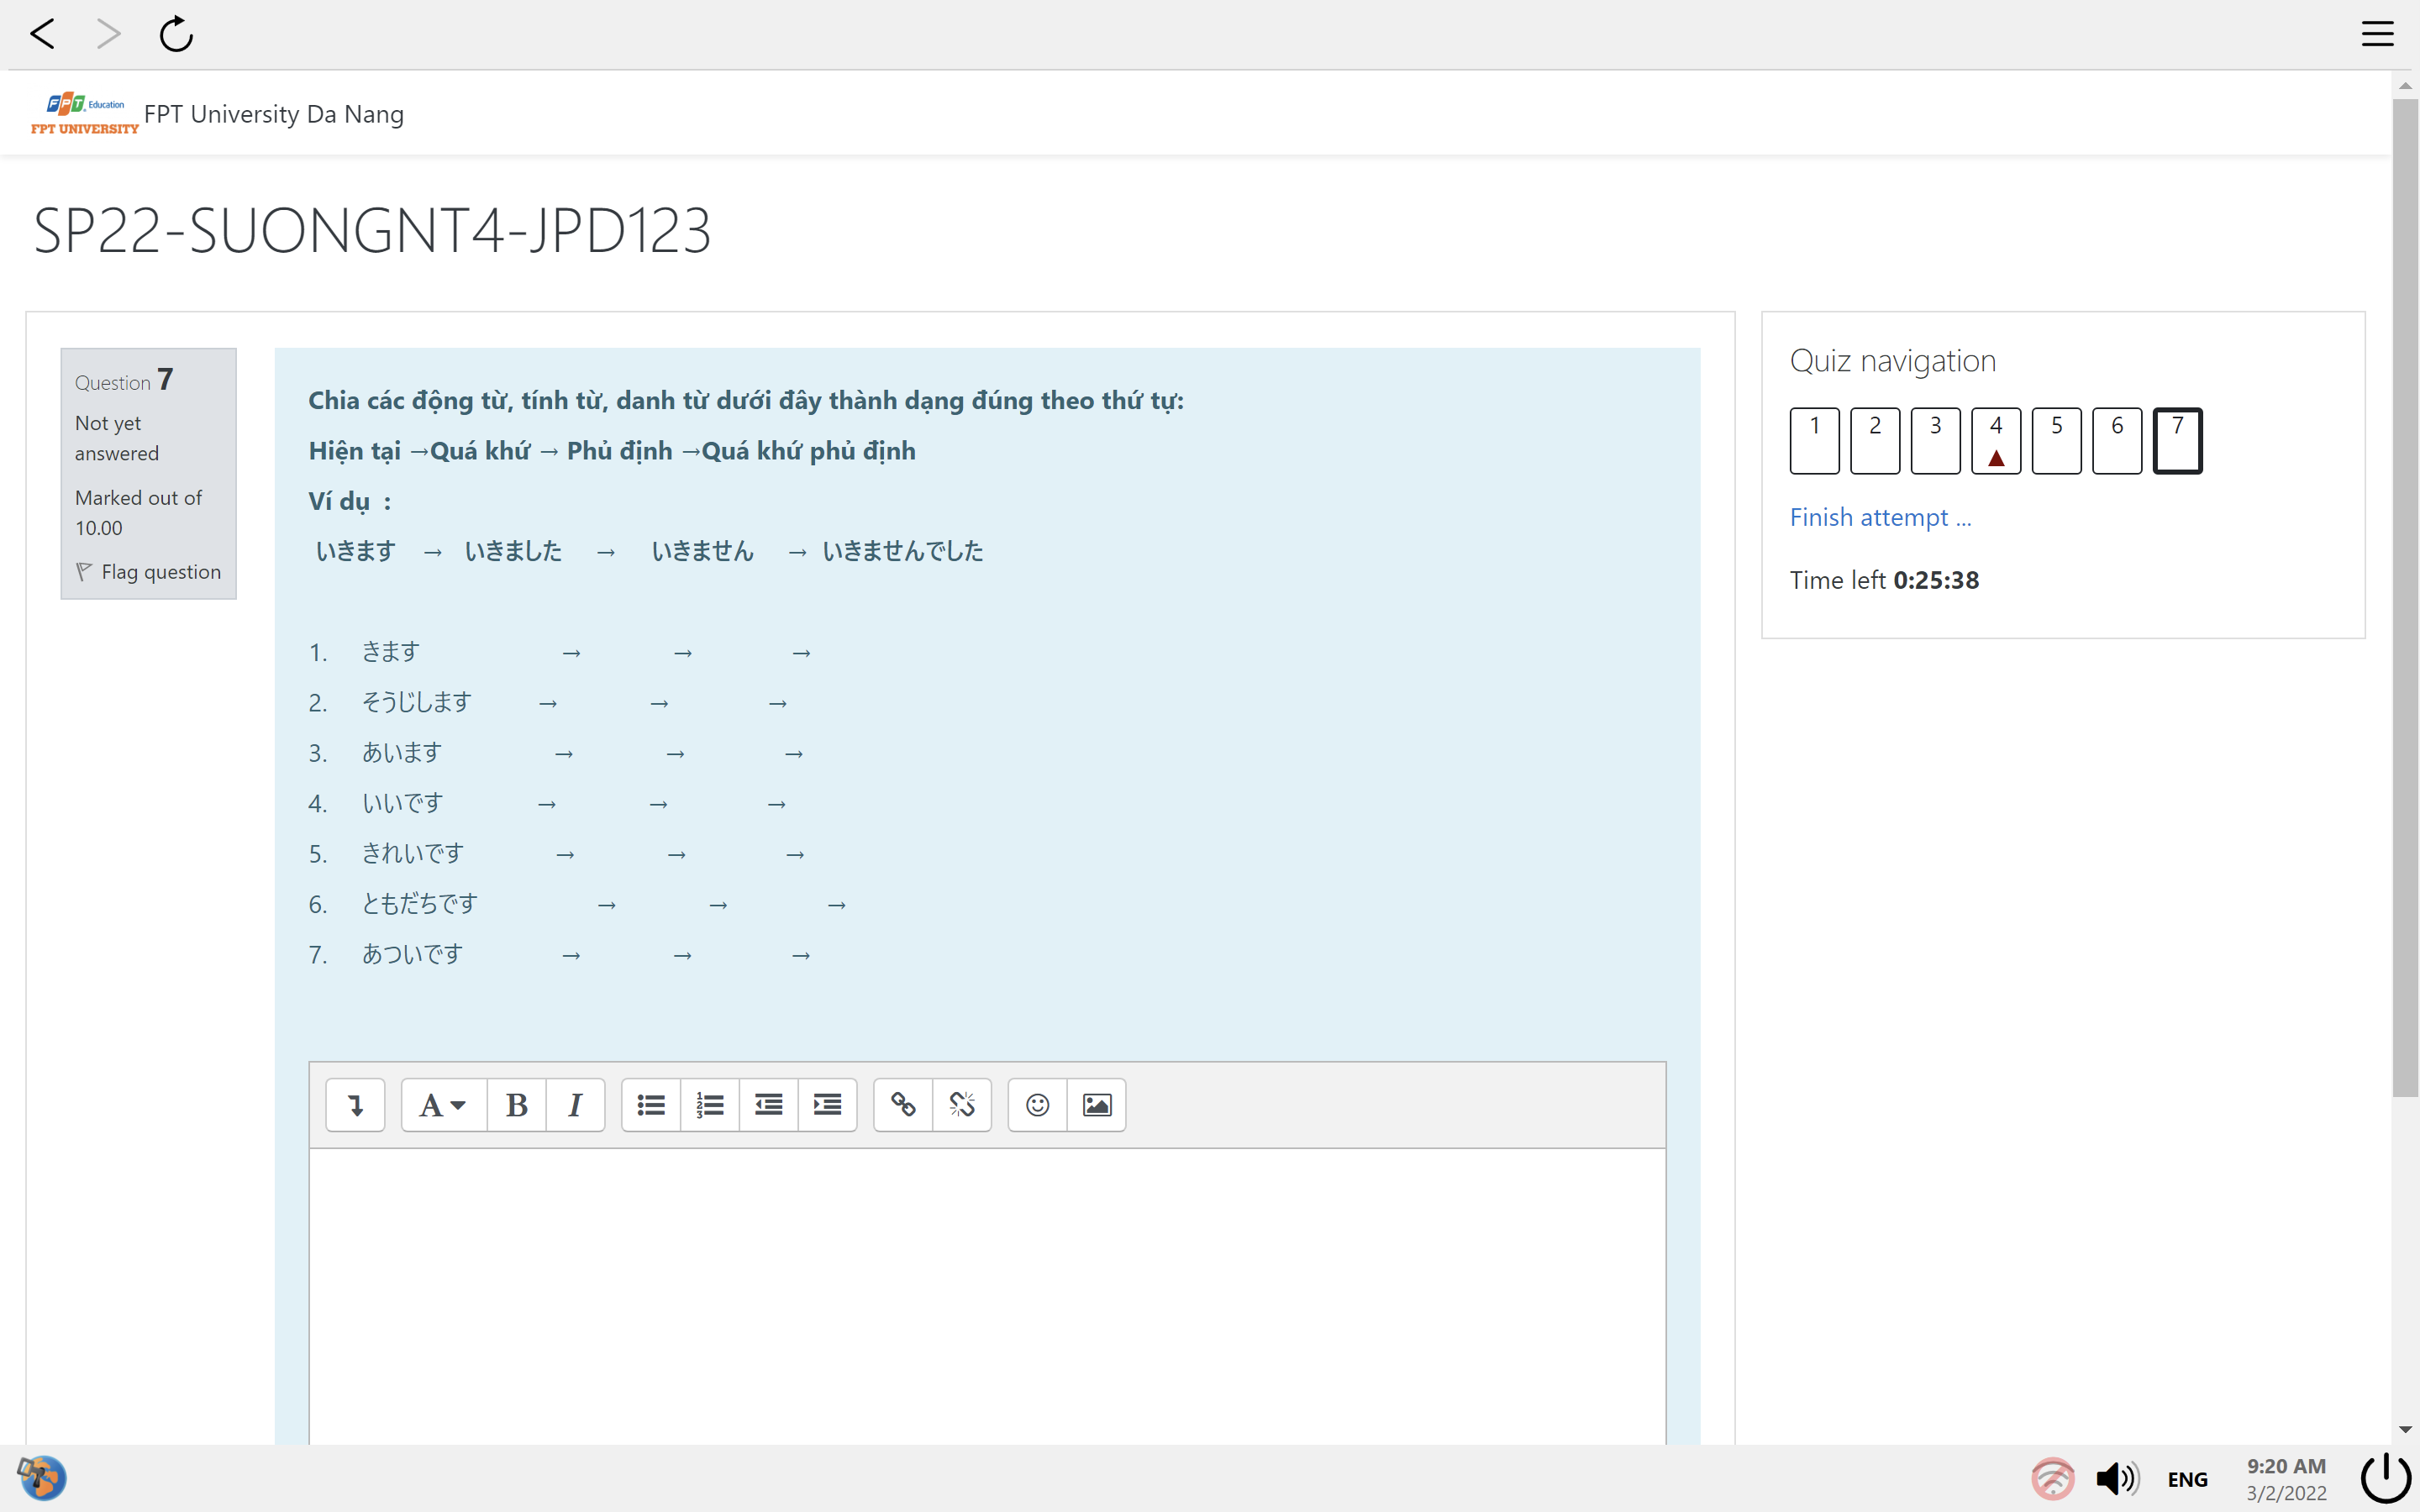 FPT Education
FPT UNIVERSITY
FPT University Da Nang
SP22-SUONGNT4-JPD123
Question 7
Not yet answered
Marked out of 10.00
Flag question
Chia các động từ, tính từ, danh từ dưới đây thành dạng đúng theo thứ tự:
Hiện tại →Quá khứ → Phủ định →Quá khứ phủ định
Ví dụ :
いきます → いきました → いきません → いきませんでした
1. きます → → →
2. そうじします → → →
3. あいます → → →
4. いいです → → →
5. きれいです → → →
6. ともだちです → → →
7. あついです → → →
A B I
Quiz navigation
1 2 3 4 5 6 7
Finish attempt ...
Time left 0:25:38
ENG
9:20 AM
3/2/2022